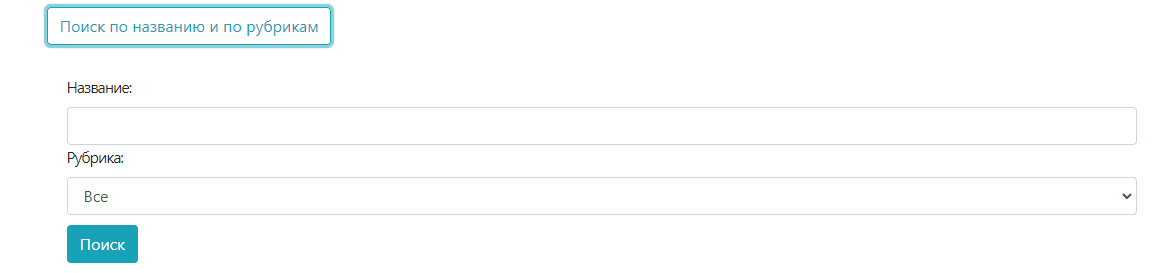 Поиск по названию и по рубрикам
Название:
Рубрика:
Все
Поиск